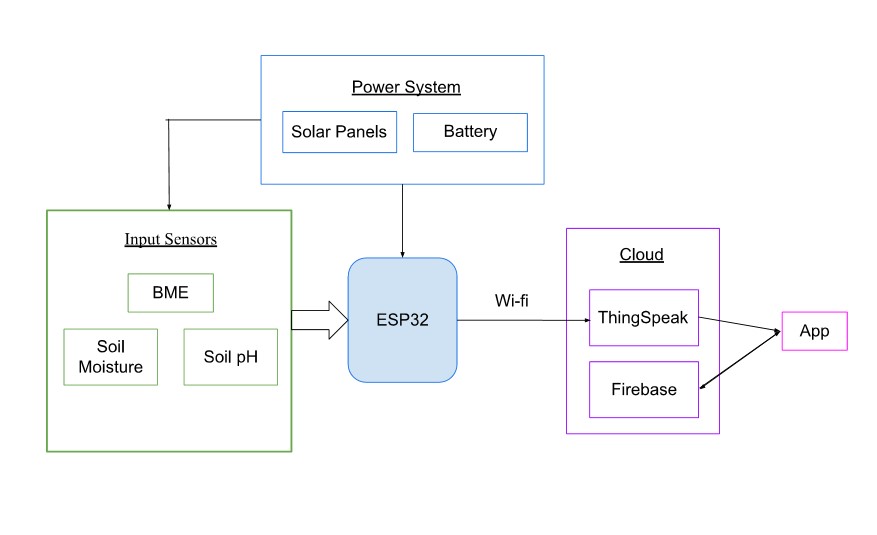 Power System
Solar Panels
Battery
Input Sensors
BME
Soil
Moisture
Soil pH
ESP32
Wi-fi
Cloud
ThingSpeak
Firebase
App